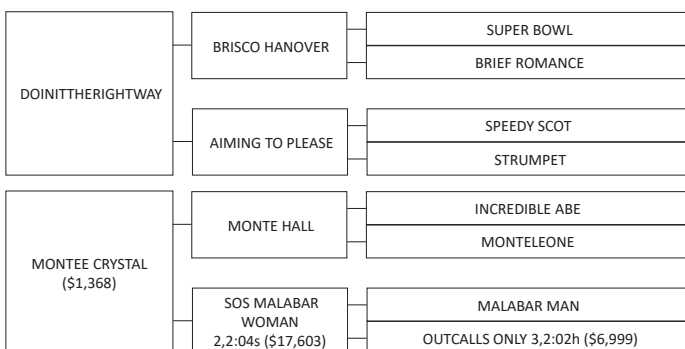 SUPER BOWL
BRISCO HANOVER
BRIEF ROMANCE
DOINITTHERIGHTWAY
SPEEDY SCOT
AIMING TO PLEASE
STRUMPET
INCREDIBLE ABE
MONTE HALL
MONTELEONE
MONTEE CRYSTAL
($1,368)
SOS MALABAR
WOMAN
2,2:04s ($17,603)
MALABAR MAN
OUTCALLS ONLY 3,2:02h ($6,999)